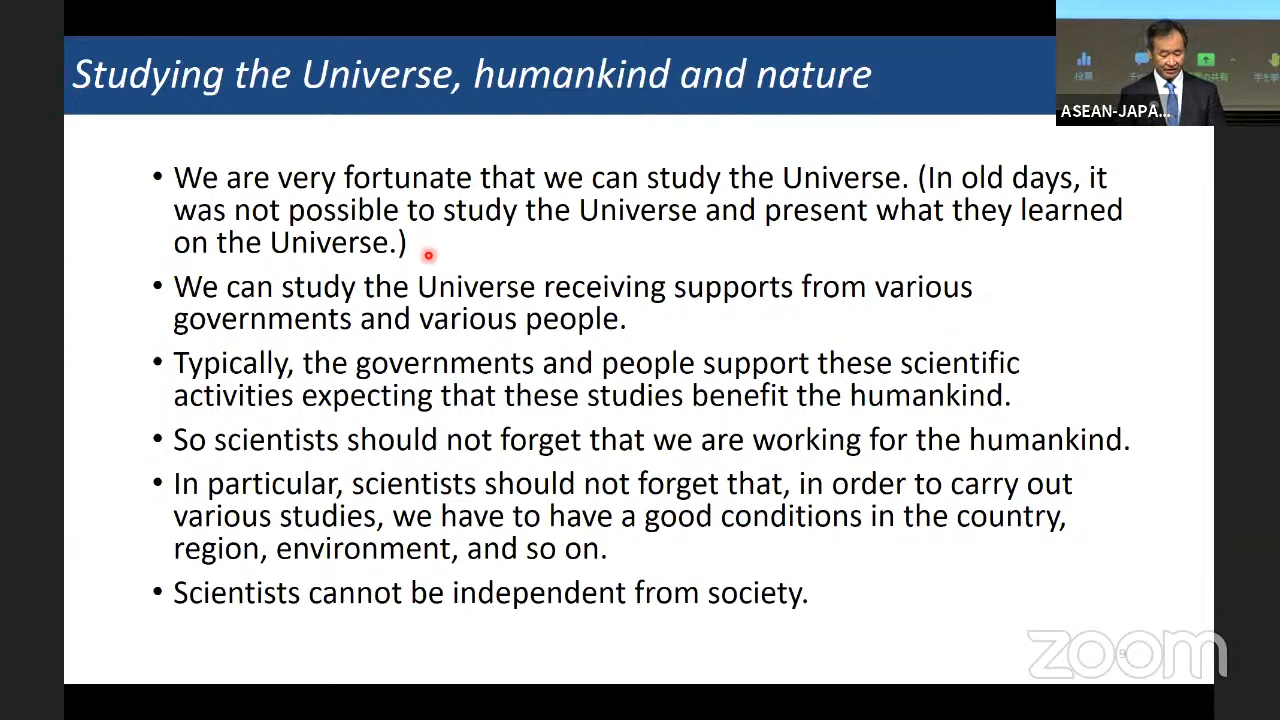 Studying the Universe, humankind and nature
ASEAN-JAPA...
• We are very fortunate that we can study the Universe. (In old days, it
was not possible to study the Universe and present what they learned
on the Universe.)
• We can study the Universe receiving supports from various
governments and various people.
• Typically, the governments and people support these scientific
activities expecting that these studies benefit the humankind.
• So scientists should not forget that we are working for the humankind.
• In particular, scientists should not forget that, in order to carry out
various studies, we have to have a good conditions in the country,
region, environment, and so on.
• Scientists cannot be independent from society.
zoom
9